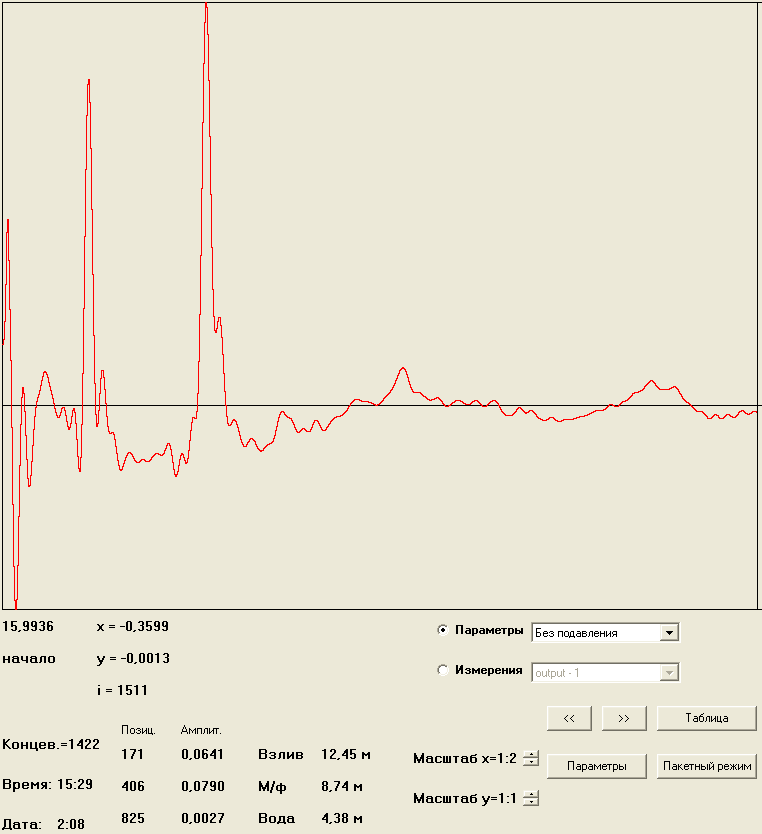 15,9936 x = -0,3599
начало y = -0,0013
i = 1511
Параметры Без подавления
Измерения output - 1
<< >> Таблица
Позиц. Амплит.
Концев.=1422
171 0,0641 Взлив 12,45 м
Масштаб x=1:2 Параметры Пакетный режим
Время: 15:29 406 0,0790 М/ф 8,74 м
Масштаб y=1:1
Дата: 2:08 825 0,0027 Вода 4,38 м